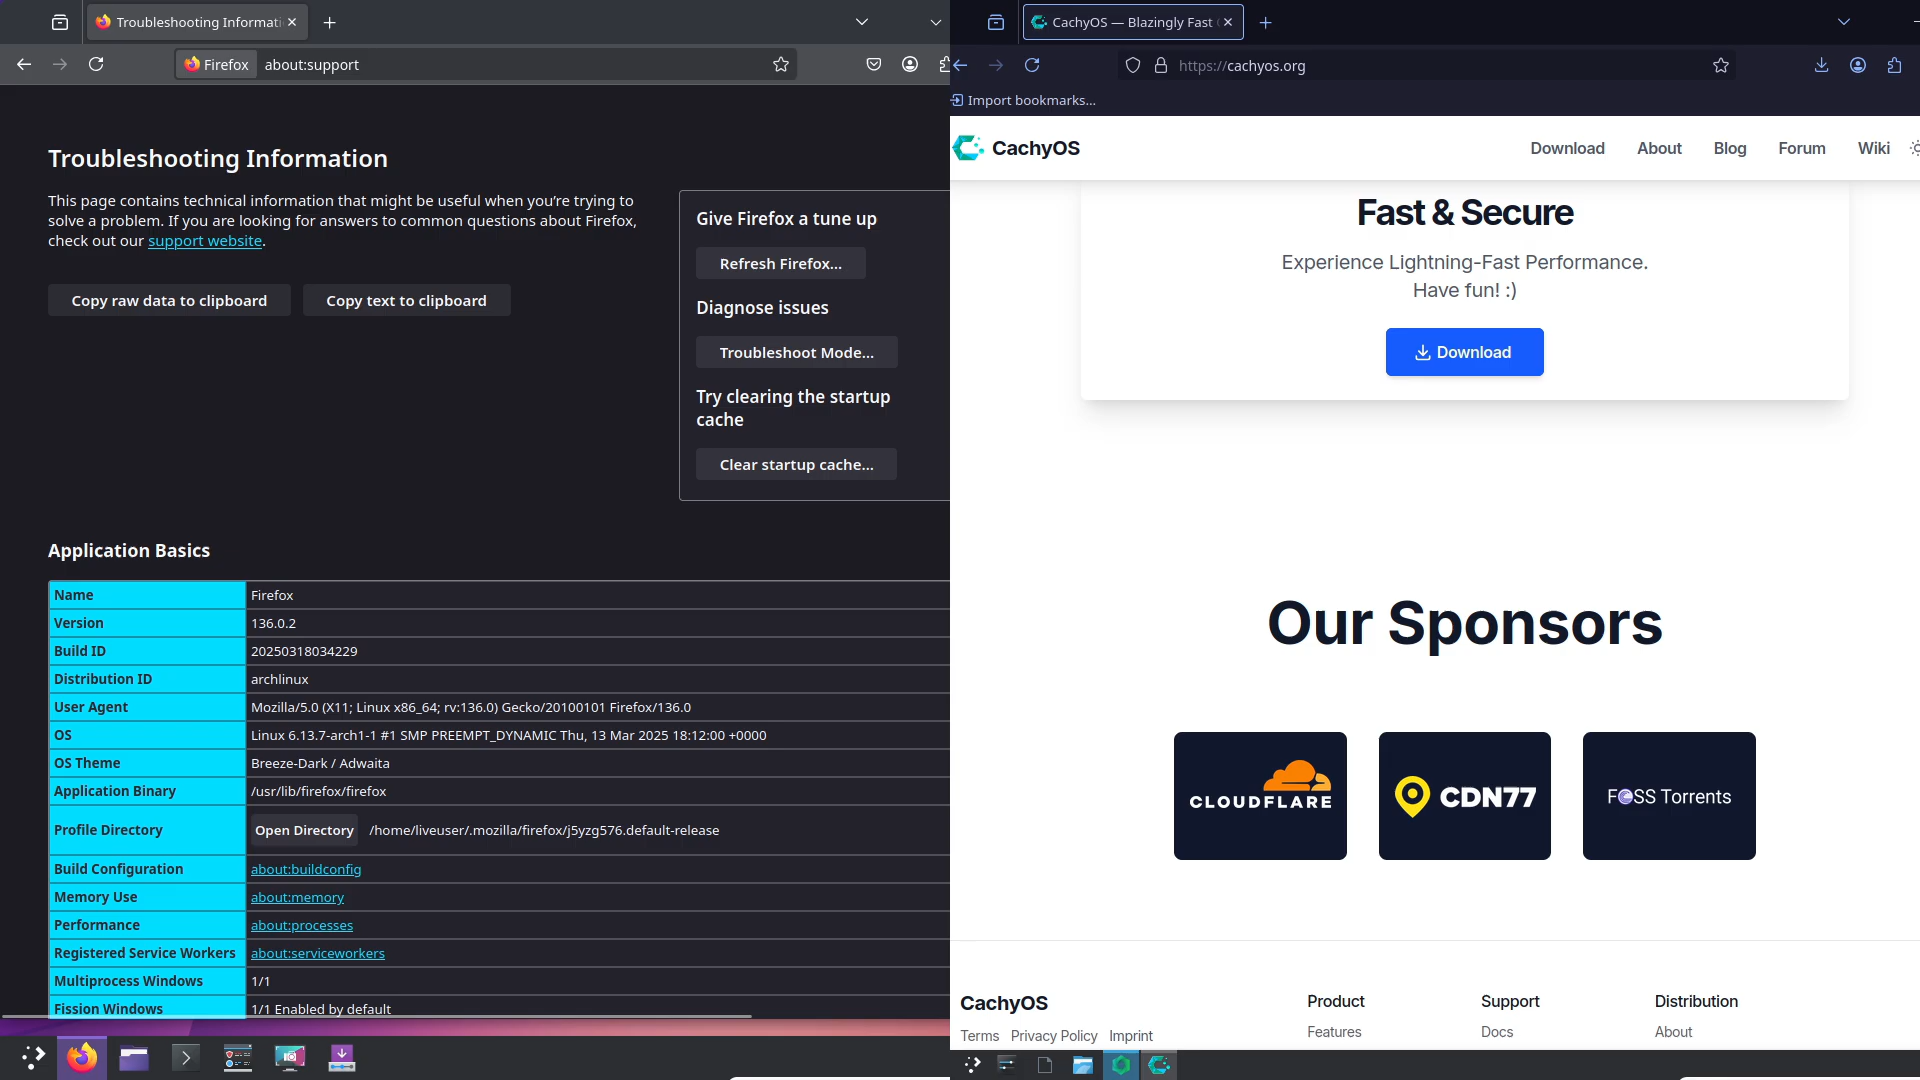 Troubleshooting Informati
Firefox
about:support
Troubleshooting Information
This page contains technical information that might be useful when you’re trying to
solve a problem. If you are looking for answers to common questions about Firefox,
check out our support website.
Copy raw data to clipboard
Copy text to clipboard
Give Firefox a tune up
Refresh Firefox...
Diagnose issues
Troubleshoot Mode...
Try clearing the startup
cache
Clear startup cache...
Application Basics
Name Firefox
Version 136.0.2
Build ID 20250318034229
Distribution ID archlinux
User Agent Mozilla/5.0 (X11; Linux x86_64; rv:136.0) Gecko/20100101 Firefox/136.0
OS Linux 6.13.7-arch1-1 #1 SMP PREEMPT_DYNAMIC Thu, 13 Mar 2025 18:12:00 +0000
OS Theme Breeze-Dark / Adwaita
Application Binary /usr/lib/firefox/firefox
Profile Directory Open Directory /home/liveuser/.mozilla/firefox/j5yzg576.default-release
Build Configuration about:buildconfig
Memory Use about:memory
Performance about:processes
Registered Service Workers about:serviceworkers
Multiprocess Windows 1/1
Fission Windows 1/1 Enabled by default
CachyOS — Blazingly Fast
https://cachyos.org
Import bookmarks...
CachyOS
Download About Blog Forum Wiki
Fast & Secure
Experience Lightning-Fast Performance.
Have fun! :)
Download
Our Sponsors
CLOUDFLARE
CDN77
FOSS Torrents
CachyOS
Terms Privacy Policy Imprint
Product
Features
Support
Docs
Distribution
About